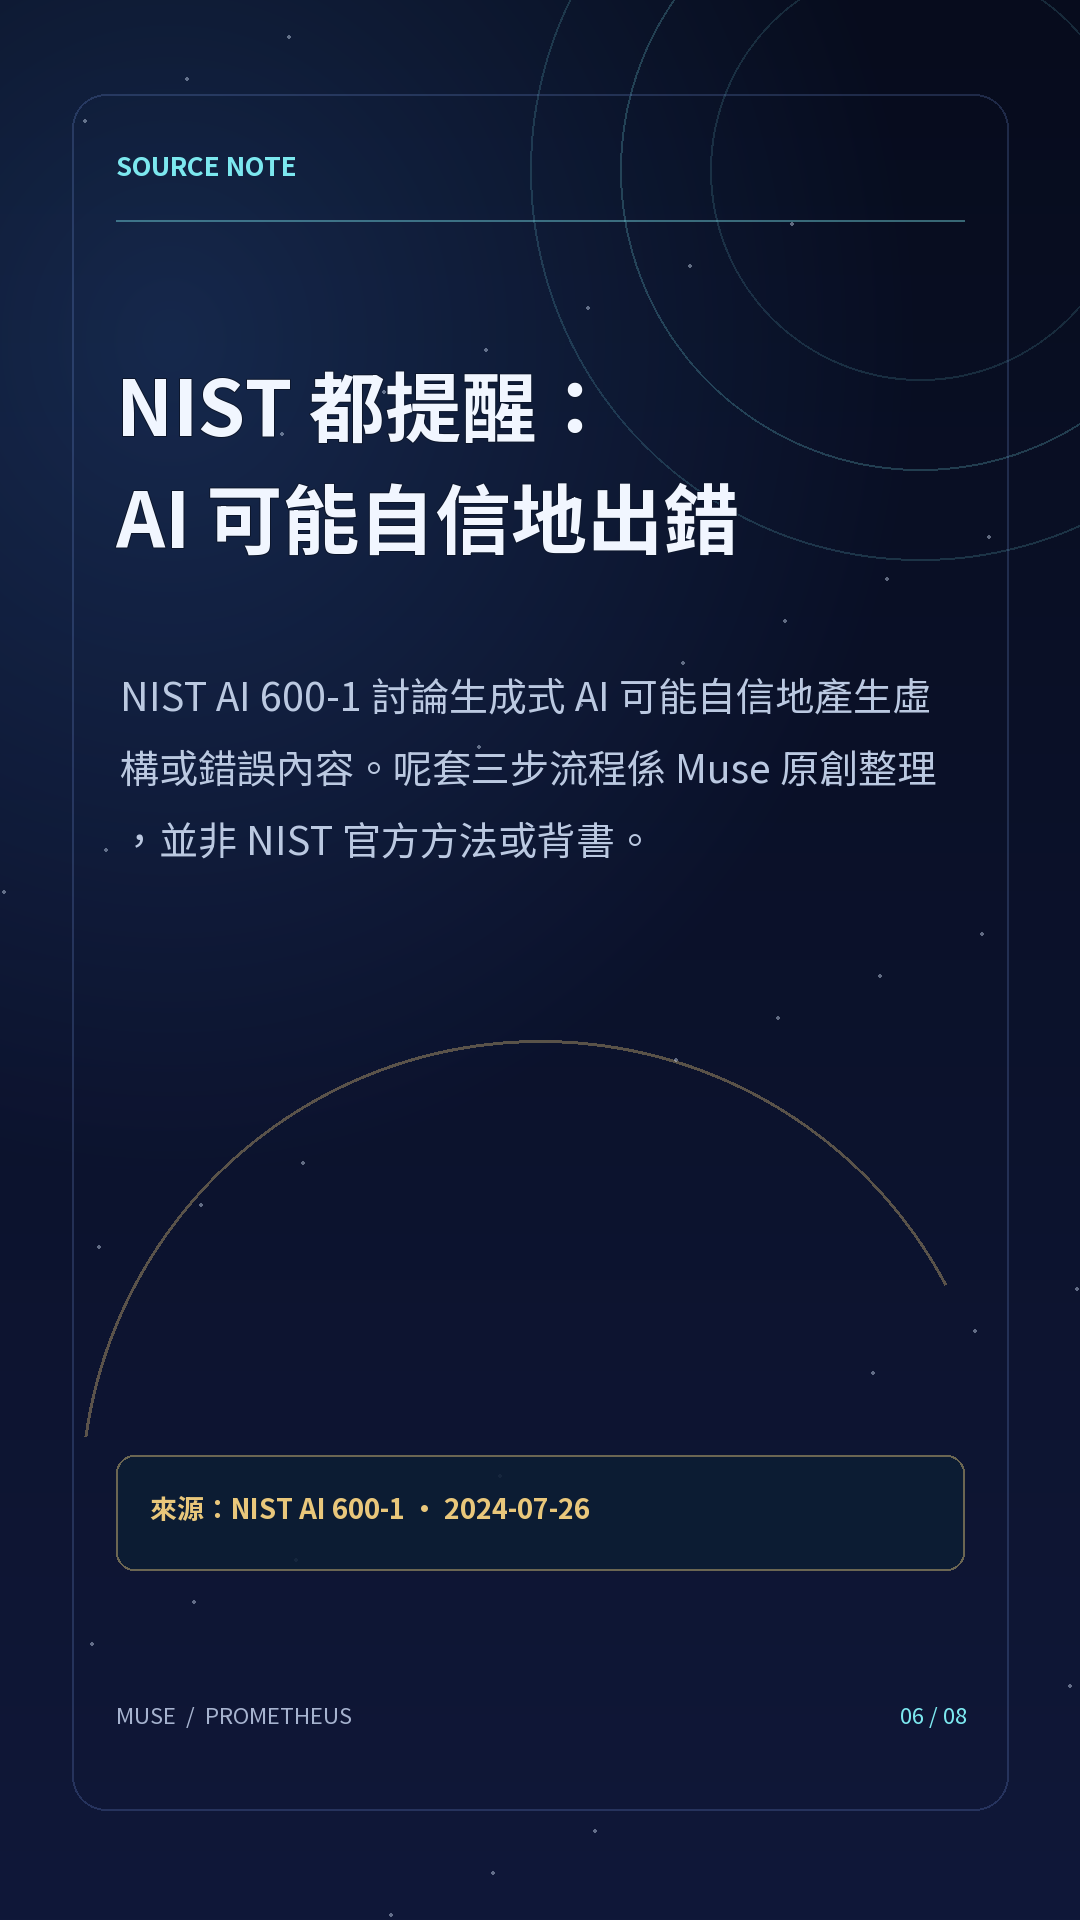 SOURCE NOTE
NIST 都提醒：
AI 可能自信地出錯
NIST AI 600-1 討論生成式 AI 可能自信地產生虛
構或錯誤內容。呢套三步流程係 Muse 原創整理
，並非 NIST 官方方法或背書。
來源：NIST AI 600-1 · 2024-07-26
MUSE / PROMETHEUS
06 / 08